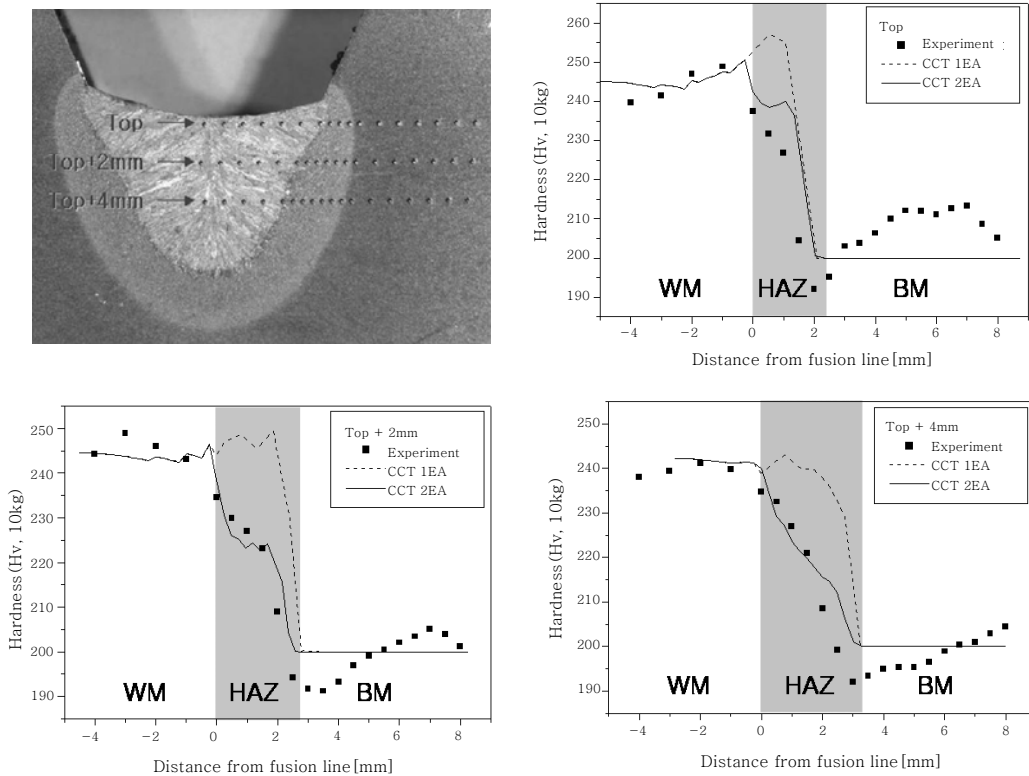 Top
Top+2mm
Top+4mm
Top
Experiment
CCT 1EA
CCT 2EA
Hardness(Hv, 10kg)
250
240
230
220
210
200
190
WM
HAZ
BM
−4 −2 0 2 4 6 8
Distance from fusion line[mm]
Top + 2mm
Experiment
CCT 1EA
CCT 2EA
Hardness(Hv, 10kg)
250
240
230
220
210
200
190
WM
HAZ
BM
−4 −2 0 2 4 6 8
Distance from fusion line[mm]
Top + 4mm
Experiment
CCT 1EA
CCT 2EA
Hardness(Hv, 10kg)
250
240
230
220
210
200
190
WM
HAZ
BM
−4 −2 0 2 4 6 8
Distance from fusion line[mm]